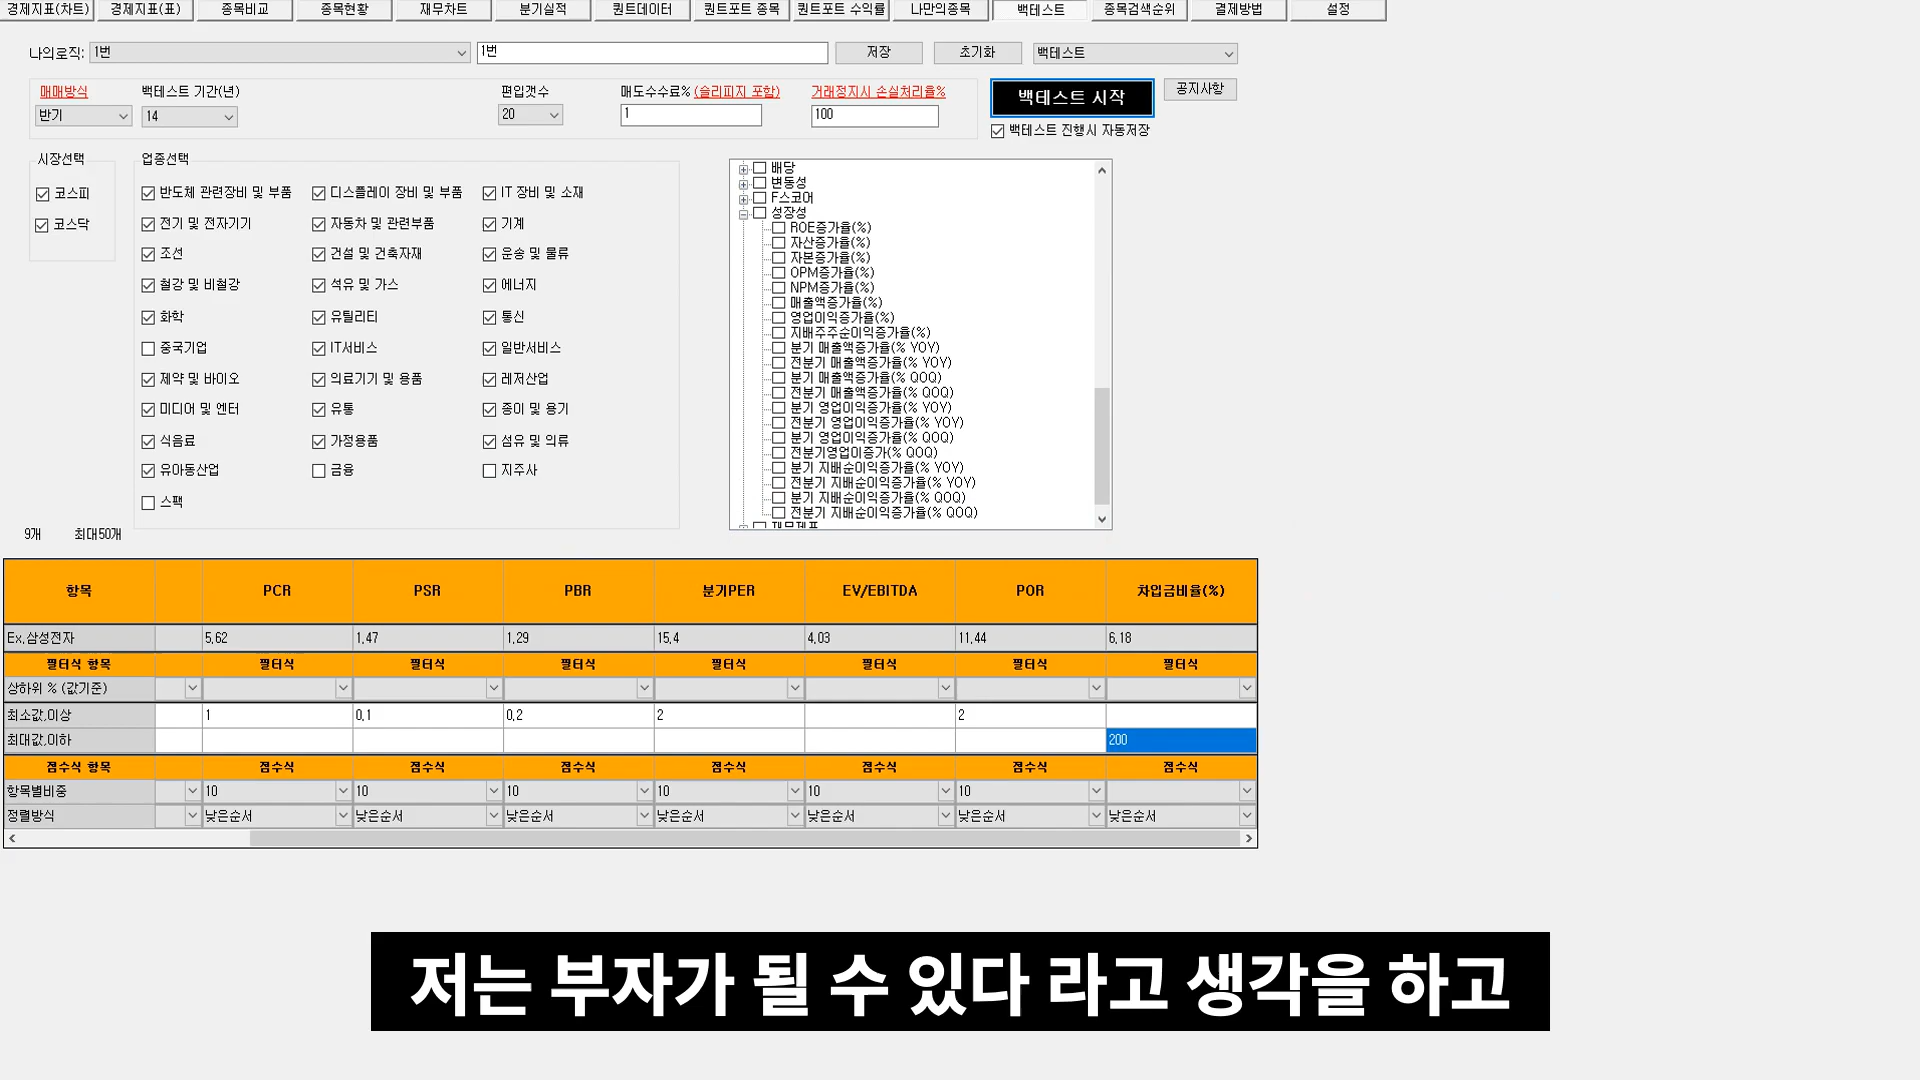 경제지표(차트) 경제지표(표) 종목비교 종목현황 재무차트 분기실적 퀀트데이터 퀀트포트 종목 퀀트포트 수익률 나만의종목 백테스트 종목검색순위 결제방법 설정
나의로직: 1번 1번 저장 초기화 백테스트
매매방식 백테스트 기간(년) 편입갯수 매도수수료% (슬리피지 포함) 거래정지시 손실처리율% 백테스트 시작 공지사항
반기 14 20 1 100
백테스트 진행시 자동저장
시장선택 업종선택
코스피
코스닥
반도체 관련장비 및 부품 디스플레이 장비 및 부품 IT 장비 및 소재
전기 및 전자기기 자동차 및 관련부품 기계
조선 건설 및 건축자재 운송 및 물류
철강 및 비철강 석유 및 가스 에너지
화학 유틸리티 통신
중국기업 IT서비스 일반서비스
제약 및 바이오 의료기기 및 용품 레저산업
미디어 및 엔터 유통 종이 및 용기
식음료 가정용품 섬유 및 의류
유아동산업 금융 지주사
스팩
배당
변동성
F스코어
성장성
ROE증가율(%)
자산증가율(%)
자본증가율(%)
OPM증가율(%)
NPM증가율(%)
매출액증가율(%)
영업이익증가율(%)
지배주주순이익증가율(%)
분기 매출액증가율(% YOY)
전분기 매출액증가율(% YOY)
분기 매출액증가율(% QOQ)
전분기 매출액증가율(% QOQ)
분기 영업이익증가율(% YOY)
전분기 영업이익증가율(% YOY)
분기 영업이익증가율(% QOQ)
전분기영업이증가(% QOQ)
분기 지배순이익증가율(% YOY)
전분기 지배순이익증가율(% YOY)
분기 지배순이익증가율(% QOQ)
전분기 지배순이익증가율(% QOQ)
재무제표
9개 최대50개
항목 PCR PSR PBR 분기PER EV/EBITDA POR 차입금비율(%)
Ex.삼성전자 5.62 1.47 1.29 15.4 4.03 11.44 6.18
필터식 항목 필터식 필터식 필터식 필터식 필터식 필터식 필터식
상하위 % (값기준)
최소값,이상 1 0.1 0.2 2 2
최대값,이하 200
점수식 항목 점수식 점수식 점수식 점수식 점수식 점수식 점수식
항목별비중 10 10 10 10 10 10
정렬방식 낮은순서 낮은순서 낮은순서 낮은순서 낮은순서 낮은순서 낮은순서
저는 부자가 될 수 있다 라고 생각을 하고